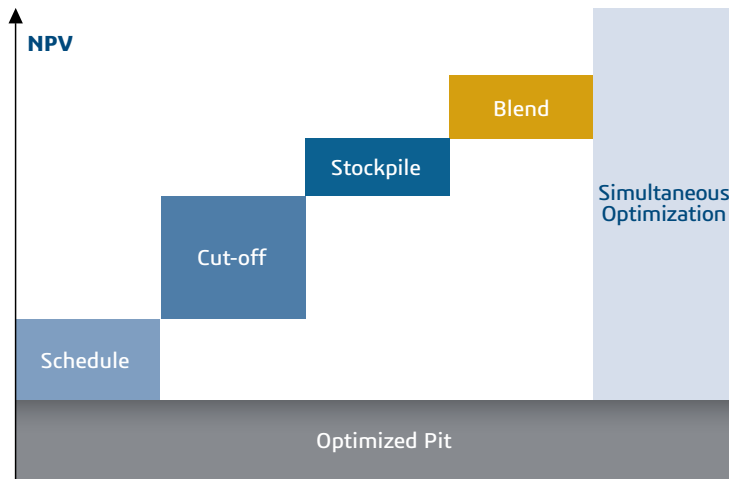 NPV
Blend
Stockpile
Simultaneous
Optimization
Cut-off
Schedule
Optimized Pit